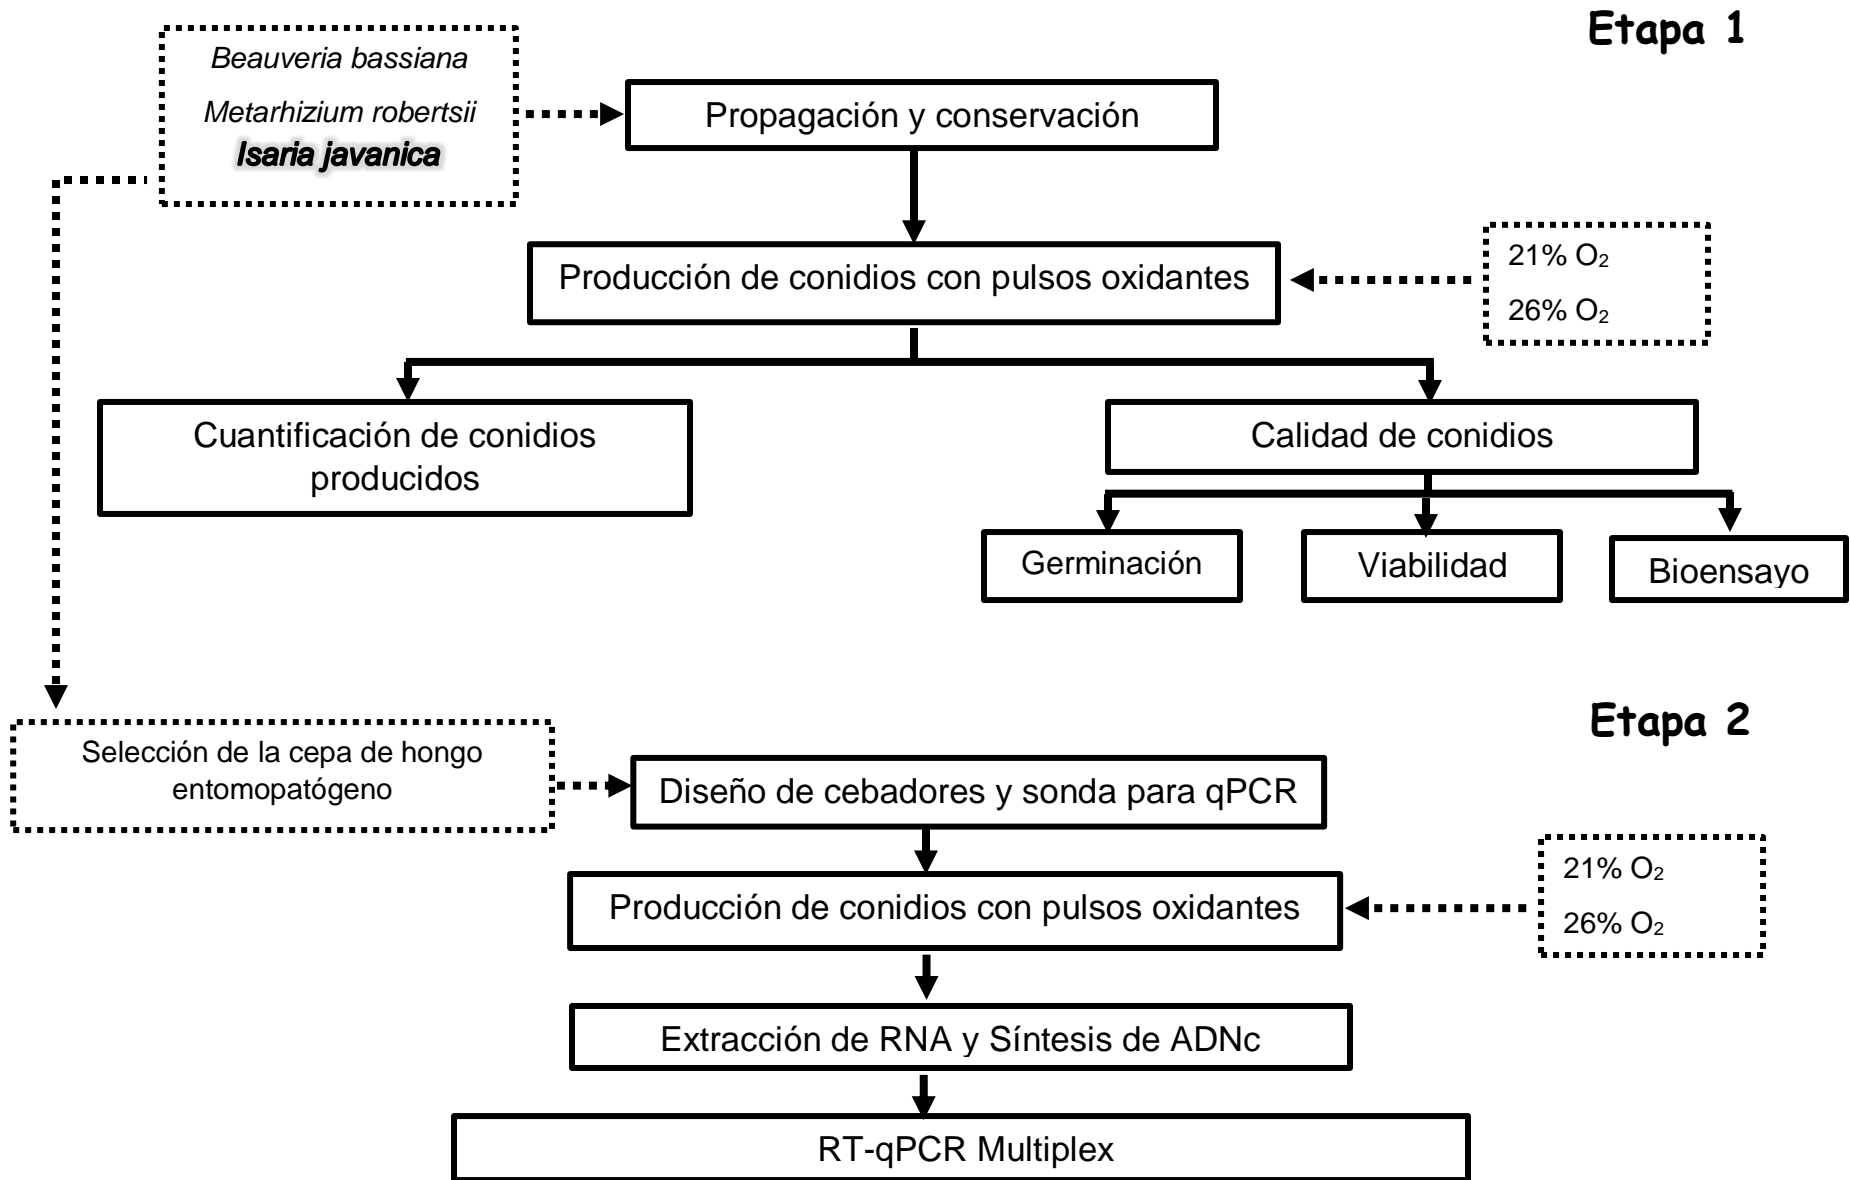 Etapa 1
Beauveria bassiana
Metarhizium robertsii
Isaria javanica
Propagación y conservación
Producción de conidios con pulsos oxidantes
21% O₂
26% O₂
Cuantificación de conidios
producidos
Calidad de conidios
Germinación
Viabilidad
Bioensayo
Etapa 2
Selección de la cepa de hongo
entomopatógeno
Diseño de cebadores y sonda para qPCR
Producción de conidios con pulsos oxidantes
21% O₂
26% O₂
Extracción de RNA y Síntesis de ADNc
RT-qPCR Multiplex